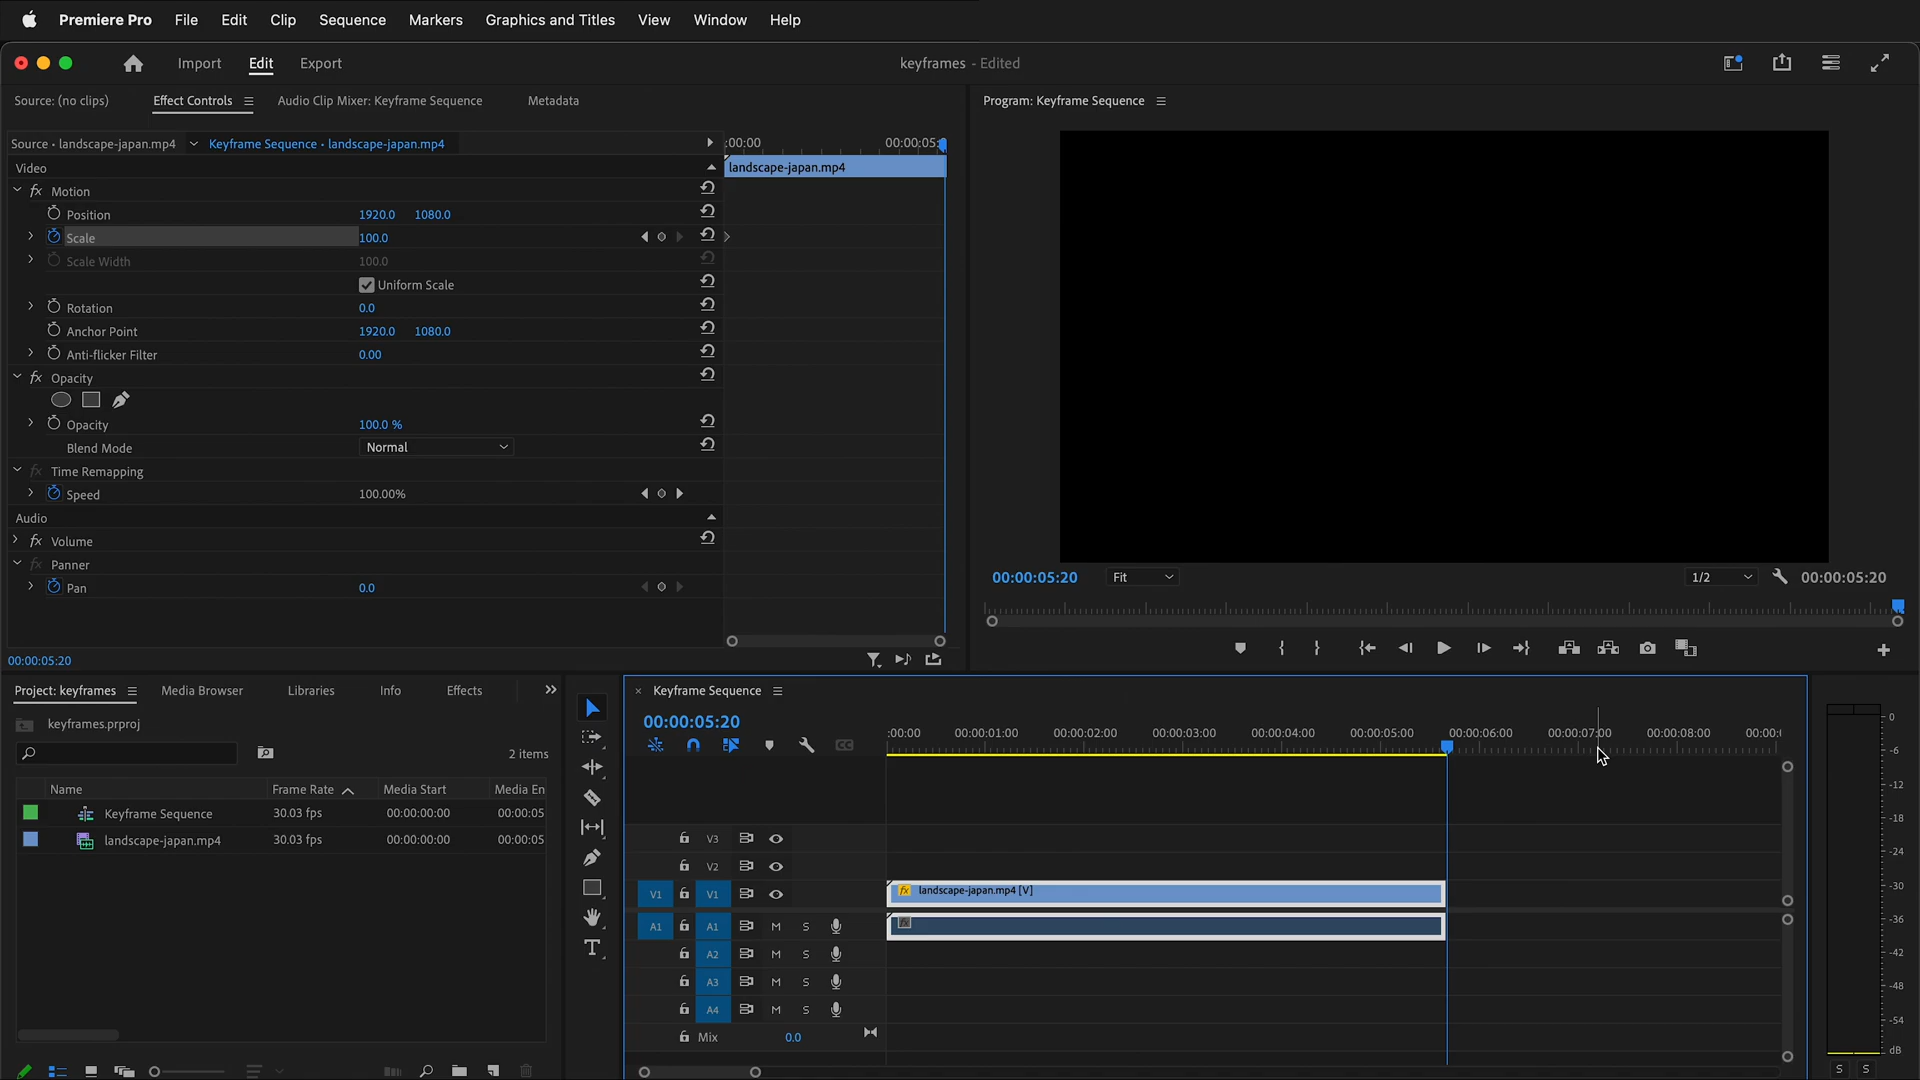 Premiere Pro File Edit Clip Sequence Markers Graphics and Titles View Window Help
Import Edit Export
keyframes - Edited
Source: (no clips) Effect Controls Audio Clip Mixer: Keyframe Sequence Metadata
Program: Keyframe Sequence
Source • landscape-japan.mp4 Keyframe Sequence • landscape-japan.mp4
:00:00 00:00:05:
Video
landscape-japan.mp4
fx Motion
Position 1920.0 1080.0
Scale 100.0
Scale Width 100.0
Uniform Scale
Rotation 0.0
Anchor Point 1920.0 1080.0
Anti-flicker Filter 0.00
fx Opacity
Opacity 100.0 %
Blend Mode Normal
fx Time Remapping
Speed 100.00%
Audio
fx Volume
fx Panner
Pan 0.0
00:00:05:20
00:00:05:20 Fit 1/2 00:00:05:20
Project: keyframes Media Browser Libraries Info Effects
keyframes.prproj
2 items
Name Frame Rate Media Start Media En
Keyframe Sequence 30.03 fps 00:00:00:00 00:00:05
landscape-japan.mp4 30.03 fps 00:00:00:00 00:00:05
× Keyframe Sequence
00:00:05:20
:00:00 00:00:01:00 00:00:02:00 00:00:03:00 00:00:04:00 00:00:05:00 00:00:06:00 00:00:07:00 00:00:08:00 00:00:0
V3
V2
V1 V1 fx landscape-japan.mp4 [V]
A1 A1 M S fx
A2 M S
A3 M S
A4 M S
Mix 0.0
0
-6
-12
-18
-24
-30
-36
-42
-48
-54
dB
S S